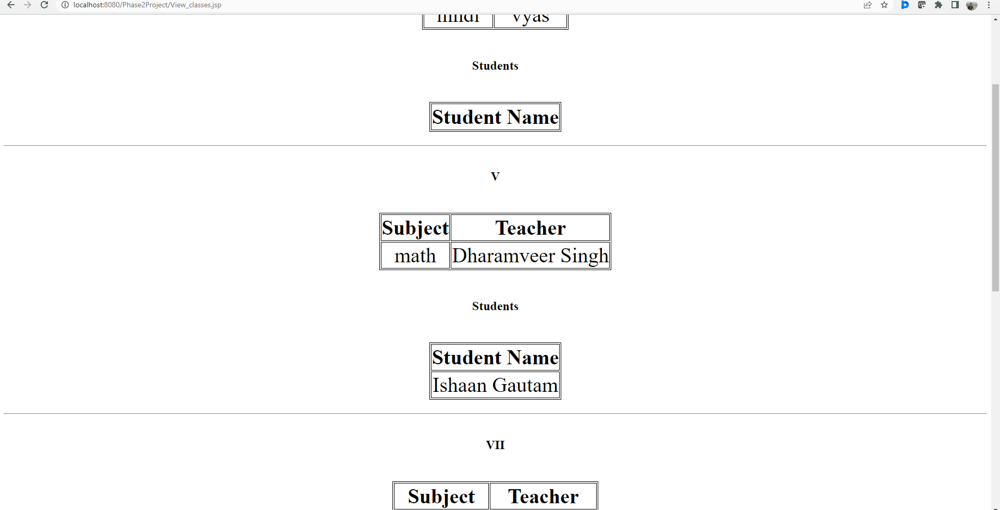 localhost:8080/Phase2Project/View_classes.jsp
hindi vyas
Students
Student Name
V
Subject Teacher
math Dharamveer Singh
Students
Student Name
Ishaan Gautam
VII
Subject Teacher